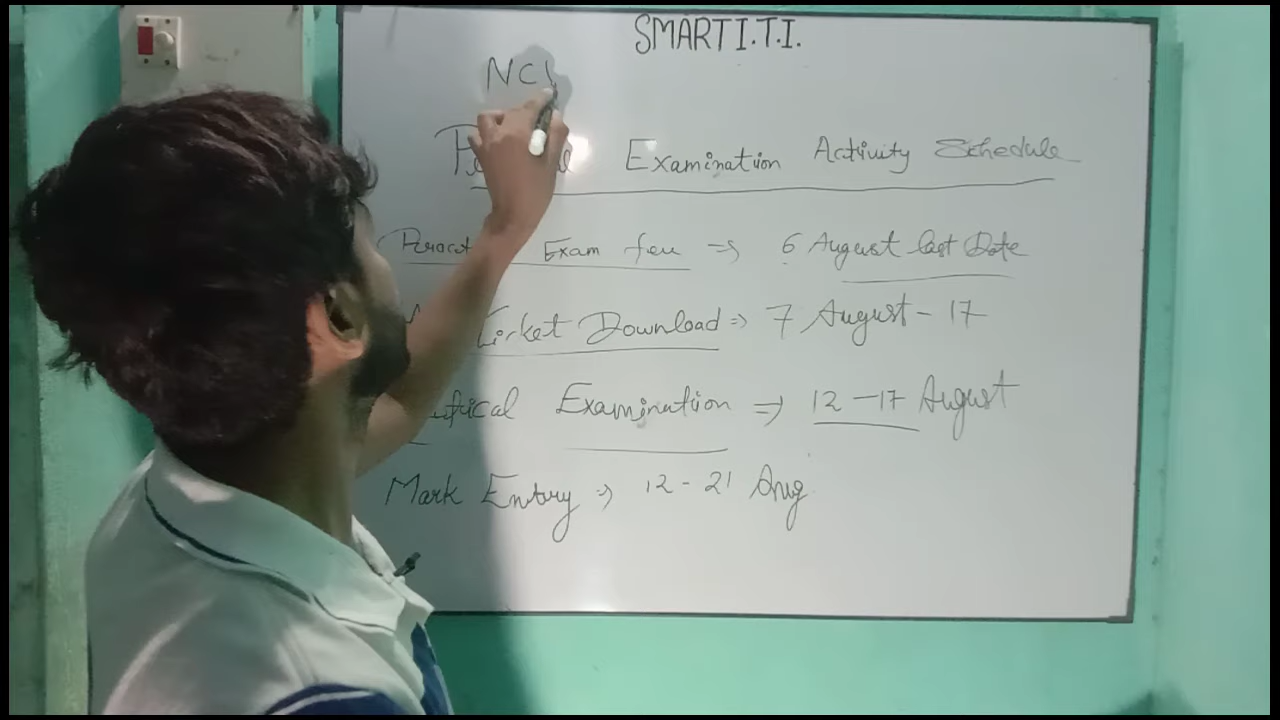 SMART I.T.I.
NC
Examination Activity Schedule
Exam fee => 6 August last Date
Ticket Download => 7 August - 17
Examination => 12 - 17 August
Mark Entry => 12 - 21 Aug